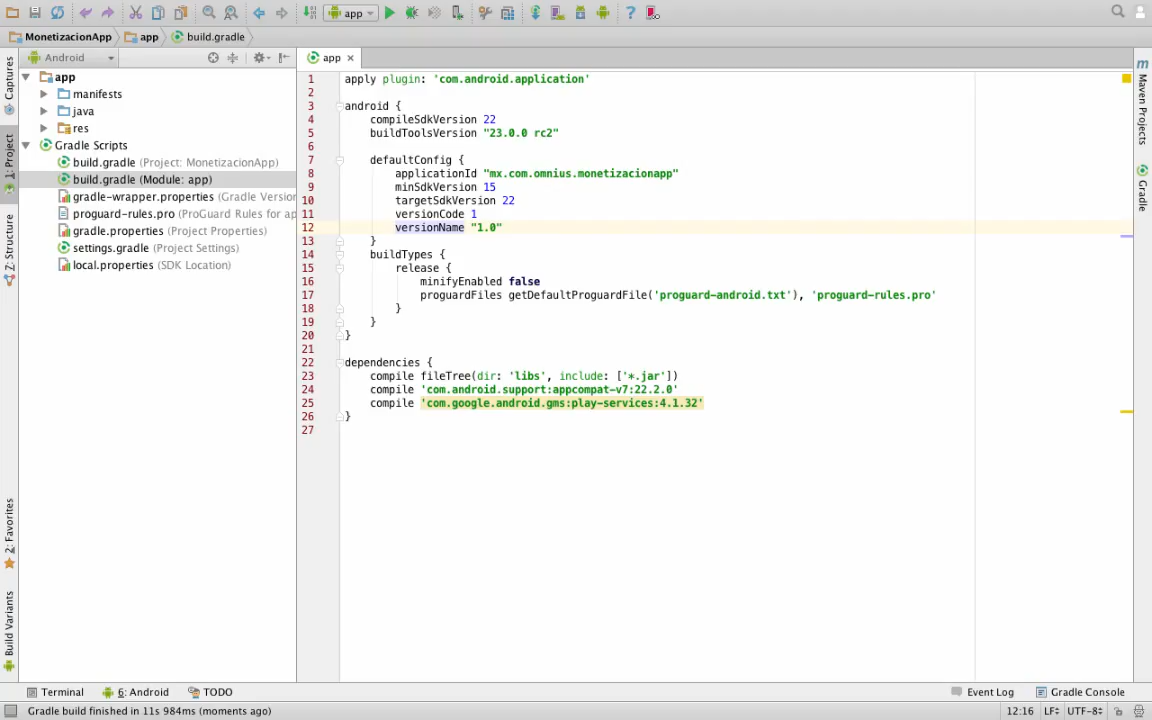 app
MonetizacionApp
app
build.gradle
Android
app
manifests
java
res
Gradle Scripts
build.gradle (Project: MonetizacionApp)
build.gradle (Module: app)
gradle-wrapper.properties (Gradle Version
proguard-rules.pro (ProGuard Rules for ap
gradle.properties (Project Properties)
settings.gradle (Project Settings)
local.properties (SDK Location)
Captures
1: Project
7: Structure
2: Favorites
Build Variants
app
1 apply plugin: 'com.android.application'
2
3 android {
4 compileSdkVersion 22
5 buildToolsVersion "23.0.0 rc2"
6
7 defaultConfig {
8 applicationId "mx.com.omnius.monetizacionapp"
9 minSdkVersion 15
10 targetSdkVersion 22
11 versionCode 1
12 versionName "1.0"
13 }
14 buildTypes {
15 release {
16 minifyEnabled false
17 proguardFiles getDefaultProguardFile('proguard-android.txt'), 'proguard-rules.pro'
18 }
19 }
20 }
21
22 dependencies {
23 compile fileTree(dir: 'libs', include: ['*.jar'])
24 compile 'com.android.support:appcompat-v7:22.2.0'
25 compile 'com.google.android.gms:play-services:4.1.32'
26 }
27
m Maven Projects
Gradle
Terminal
6: Android
TODO
Event Log
Gradle Console
Gradle build finished in 11s 984ms (moments ago)
12:16
LF
UTF-8